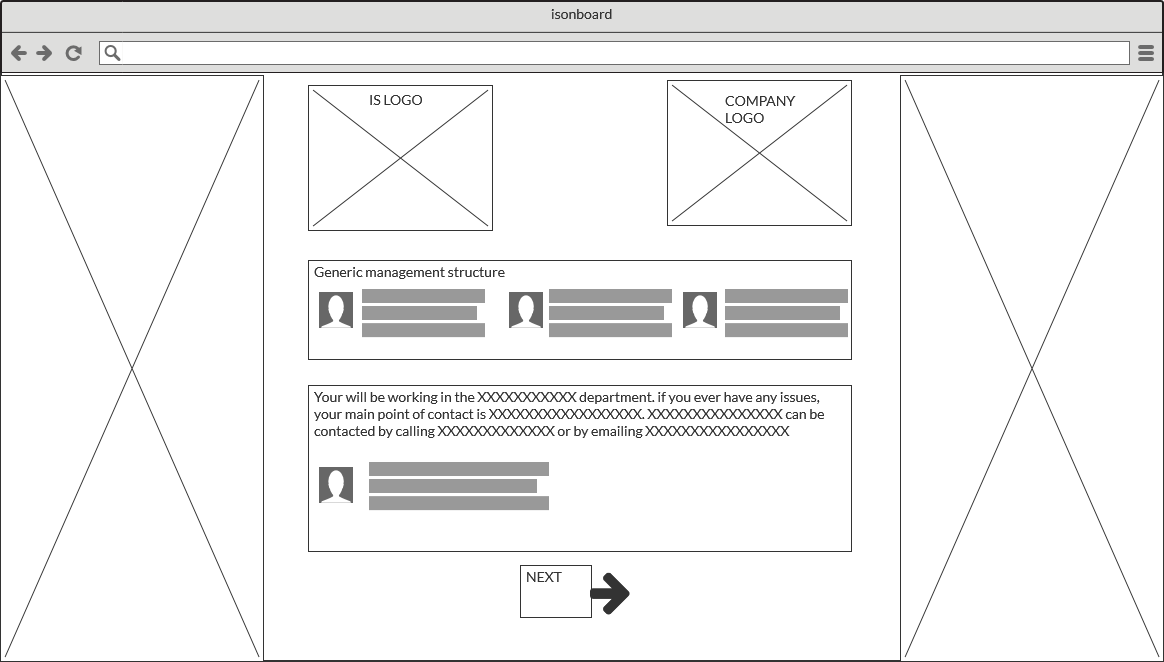 isonboard
IS LOGO
COMPANY
LOGO
Generic management structure
Your will be working in the XXXXXXXXXXX department. if you ever have any issues,
your main point of contact is XXXXXXXXXXXXXXXXX. XXXXXXXXXXXXXXX can be
contacted by calling XXXXXXXXXXXXX or by emailing XXXXXXXXXXXXXXXX
NEXT